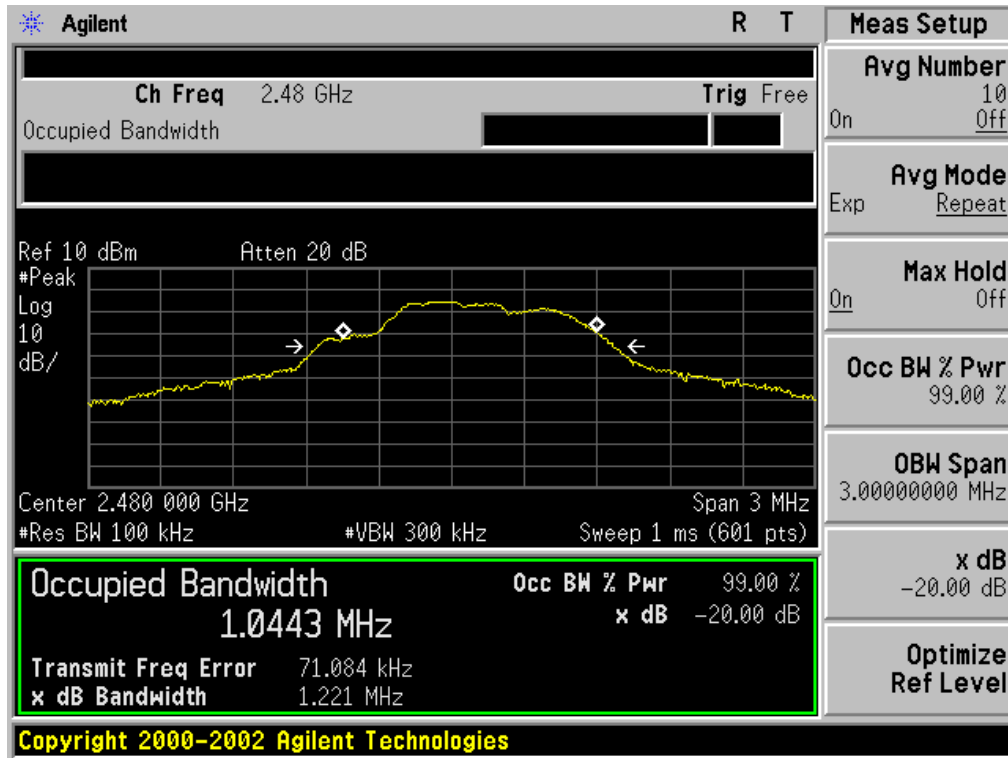 Agilent R T
Ch Freq 2.48 GHz Trig Free
Occupied Bandwidth
Ref 10 dBm Atten 20 dB
#Peak
Log
10
dB/
Center 2.480 000 GHz Span 3 MHz
#Res BW 100 kHz #VBW 300 kHz Sweep 1 ms (601 pts)
Occupied Bandwidth Occ BW % Pwr 99.00 %
1.0443 MHz x dB -20.00 dB
Transmit Freq Error 71.084 kHz
x dB Bandwidth 1.221 MHz
Copyright 2000-2002 Agilent Technologies
Meas Setup
Avg Number
10
On Off
Avg Mode
Exp Repeat
Max Hold
On Off
Occ BW % Pwr
99.00 %
OBW Span
3.00000000 MHz
x dB
-20.00 dB
Optimize
Ref Level